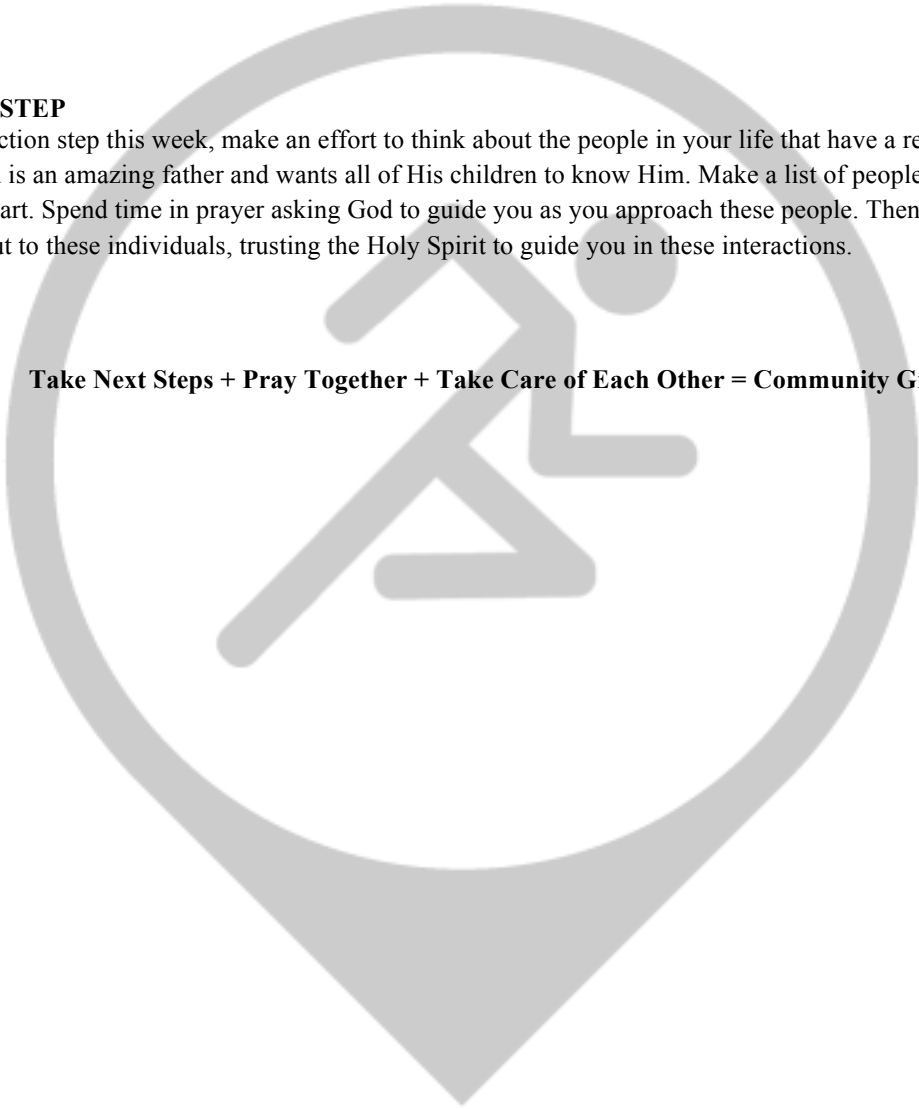 STEP
ction step this week, make an effort to think about the people in your life that have a re
is an amazing father and wants all of His children to know Him. Make a list of people
art. Spend time in prayer asking God to guide you as you approach these people. Then
ut to these individuals, trusting the Holy Spirit to guide you in these interactions.
Take Next Steps + Pray Together + Take Care of Each Other = Community G